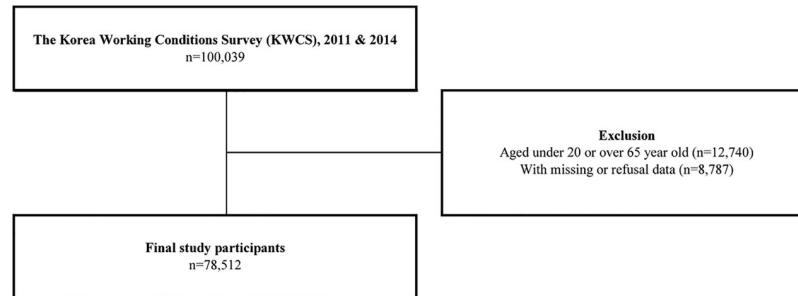 The Korea Working Conditions Survey (KWCS), 2011 & 2014
n=100,039
Exclusion
Aged under 20 or over 65 year old (n=12,740)
With missing or refusal data (n=8,787)
Final study participants
n=78,512